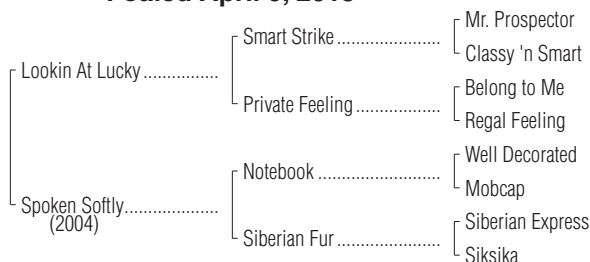 Foaled April 6, 2013
Mr. Prospector
Smart Strike
Classy 'n Smart
Lookin At Lucky
Belong to Me
Private Feeling
Regal Feeling
Well Decorated
Notebook
Mobcap
Spoken Softly
(2004)
Siberian Express
Siberian Fur
Siksika